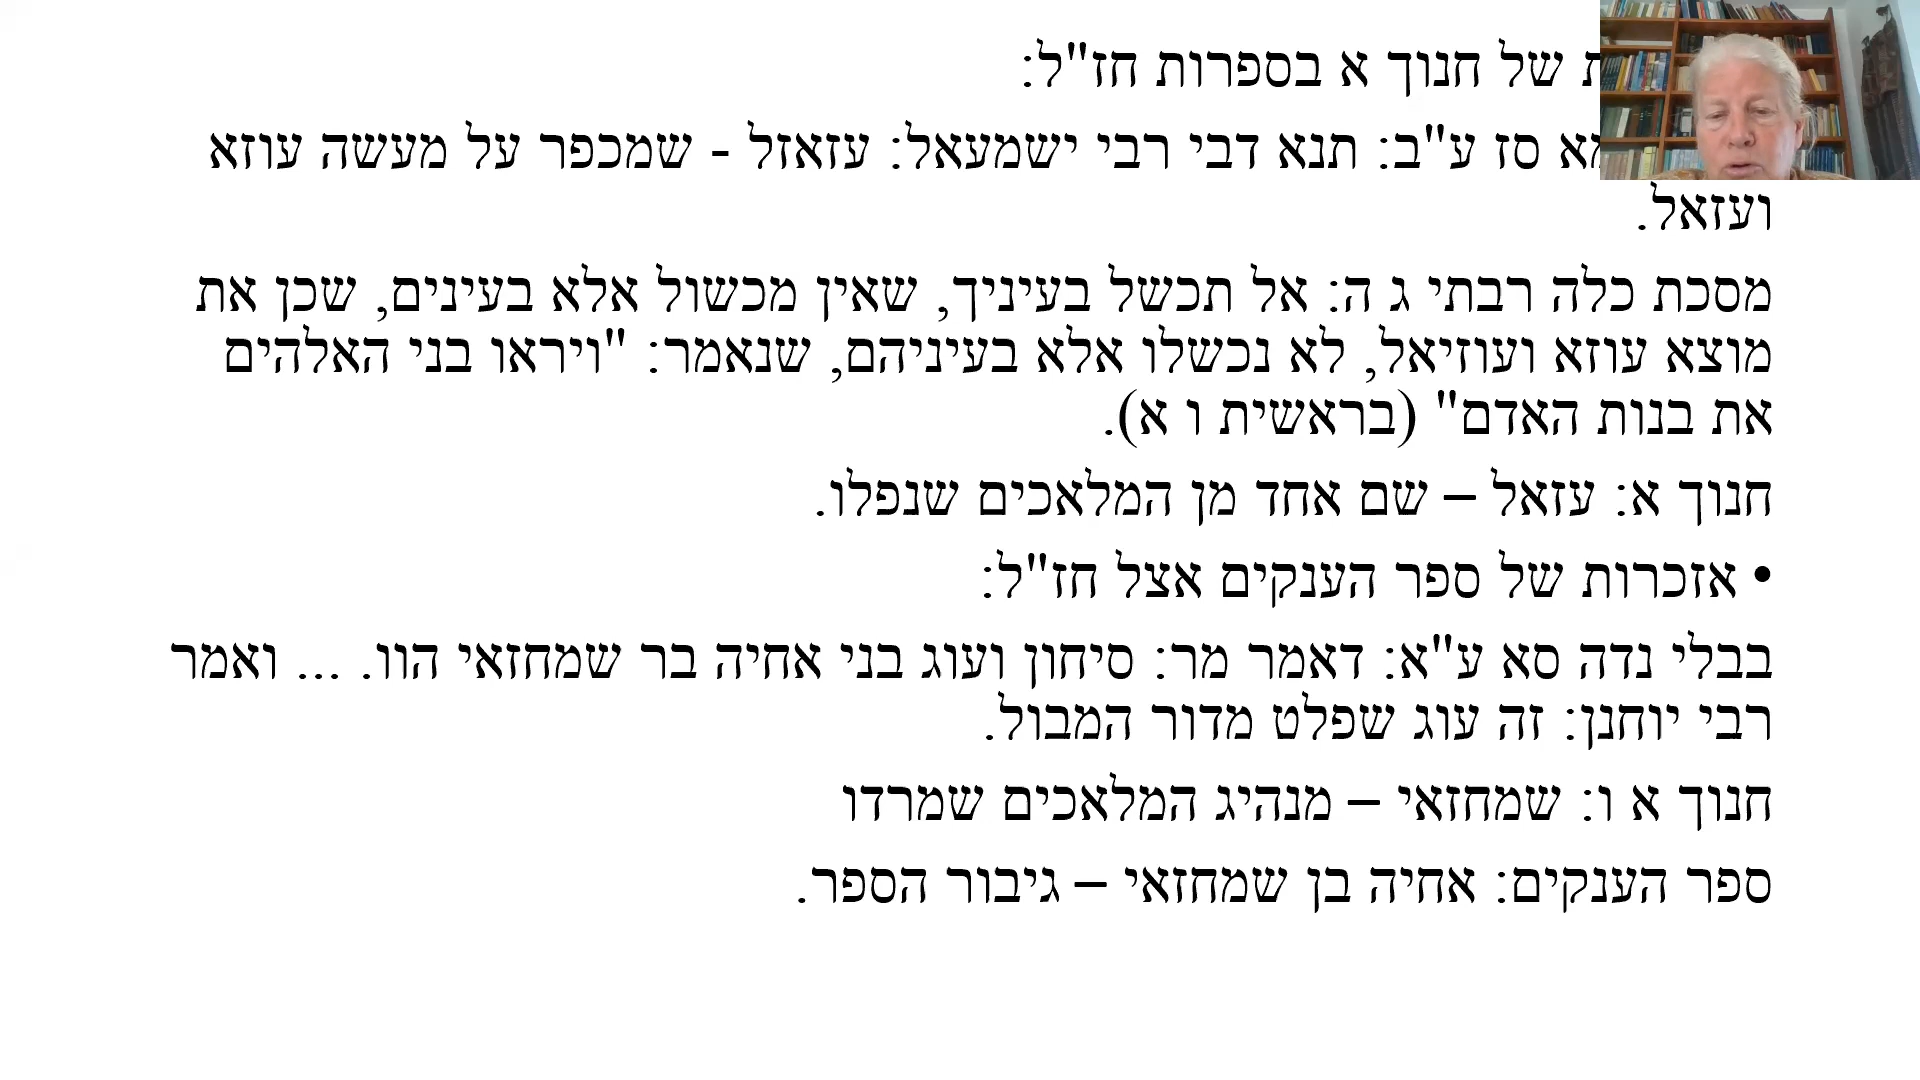 של חנוך א בספרות חז"ל:
סז ע"ב: תנא דבי רבי ישמעאל: עזאזל - שמכפר על מעשה עוזא
ועזאל.
מסכת כלה רבתי ג ה: אל תכשל בעיניך, שאין מכשול אלא בעינים, שכן את
מוצא עוזא ועוזיאל, לא נכשלו אלא בעיניהם, שנאמר: "ויראו בני האלהים
את בנות האדם" (בראשית ו א).
חנוך א: עזאל – שם אחד מן המלאכים שנפלו.
• אזכרות של ספר הענקים אצל חז"ל:
בבלי נדה סא ע"א: דאמר מר: סיחון ועוג בני אחיה בר שמחזאי הוו. ... ואמר
רבי יוחנן: זה עוג שפלט מדור המבול.
חנוך א ו: שמחזאי – מנהיג המלאכים שמרדו
ספר הענקים: אחיה בן שמחזאי – גיבור הספר.